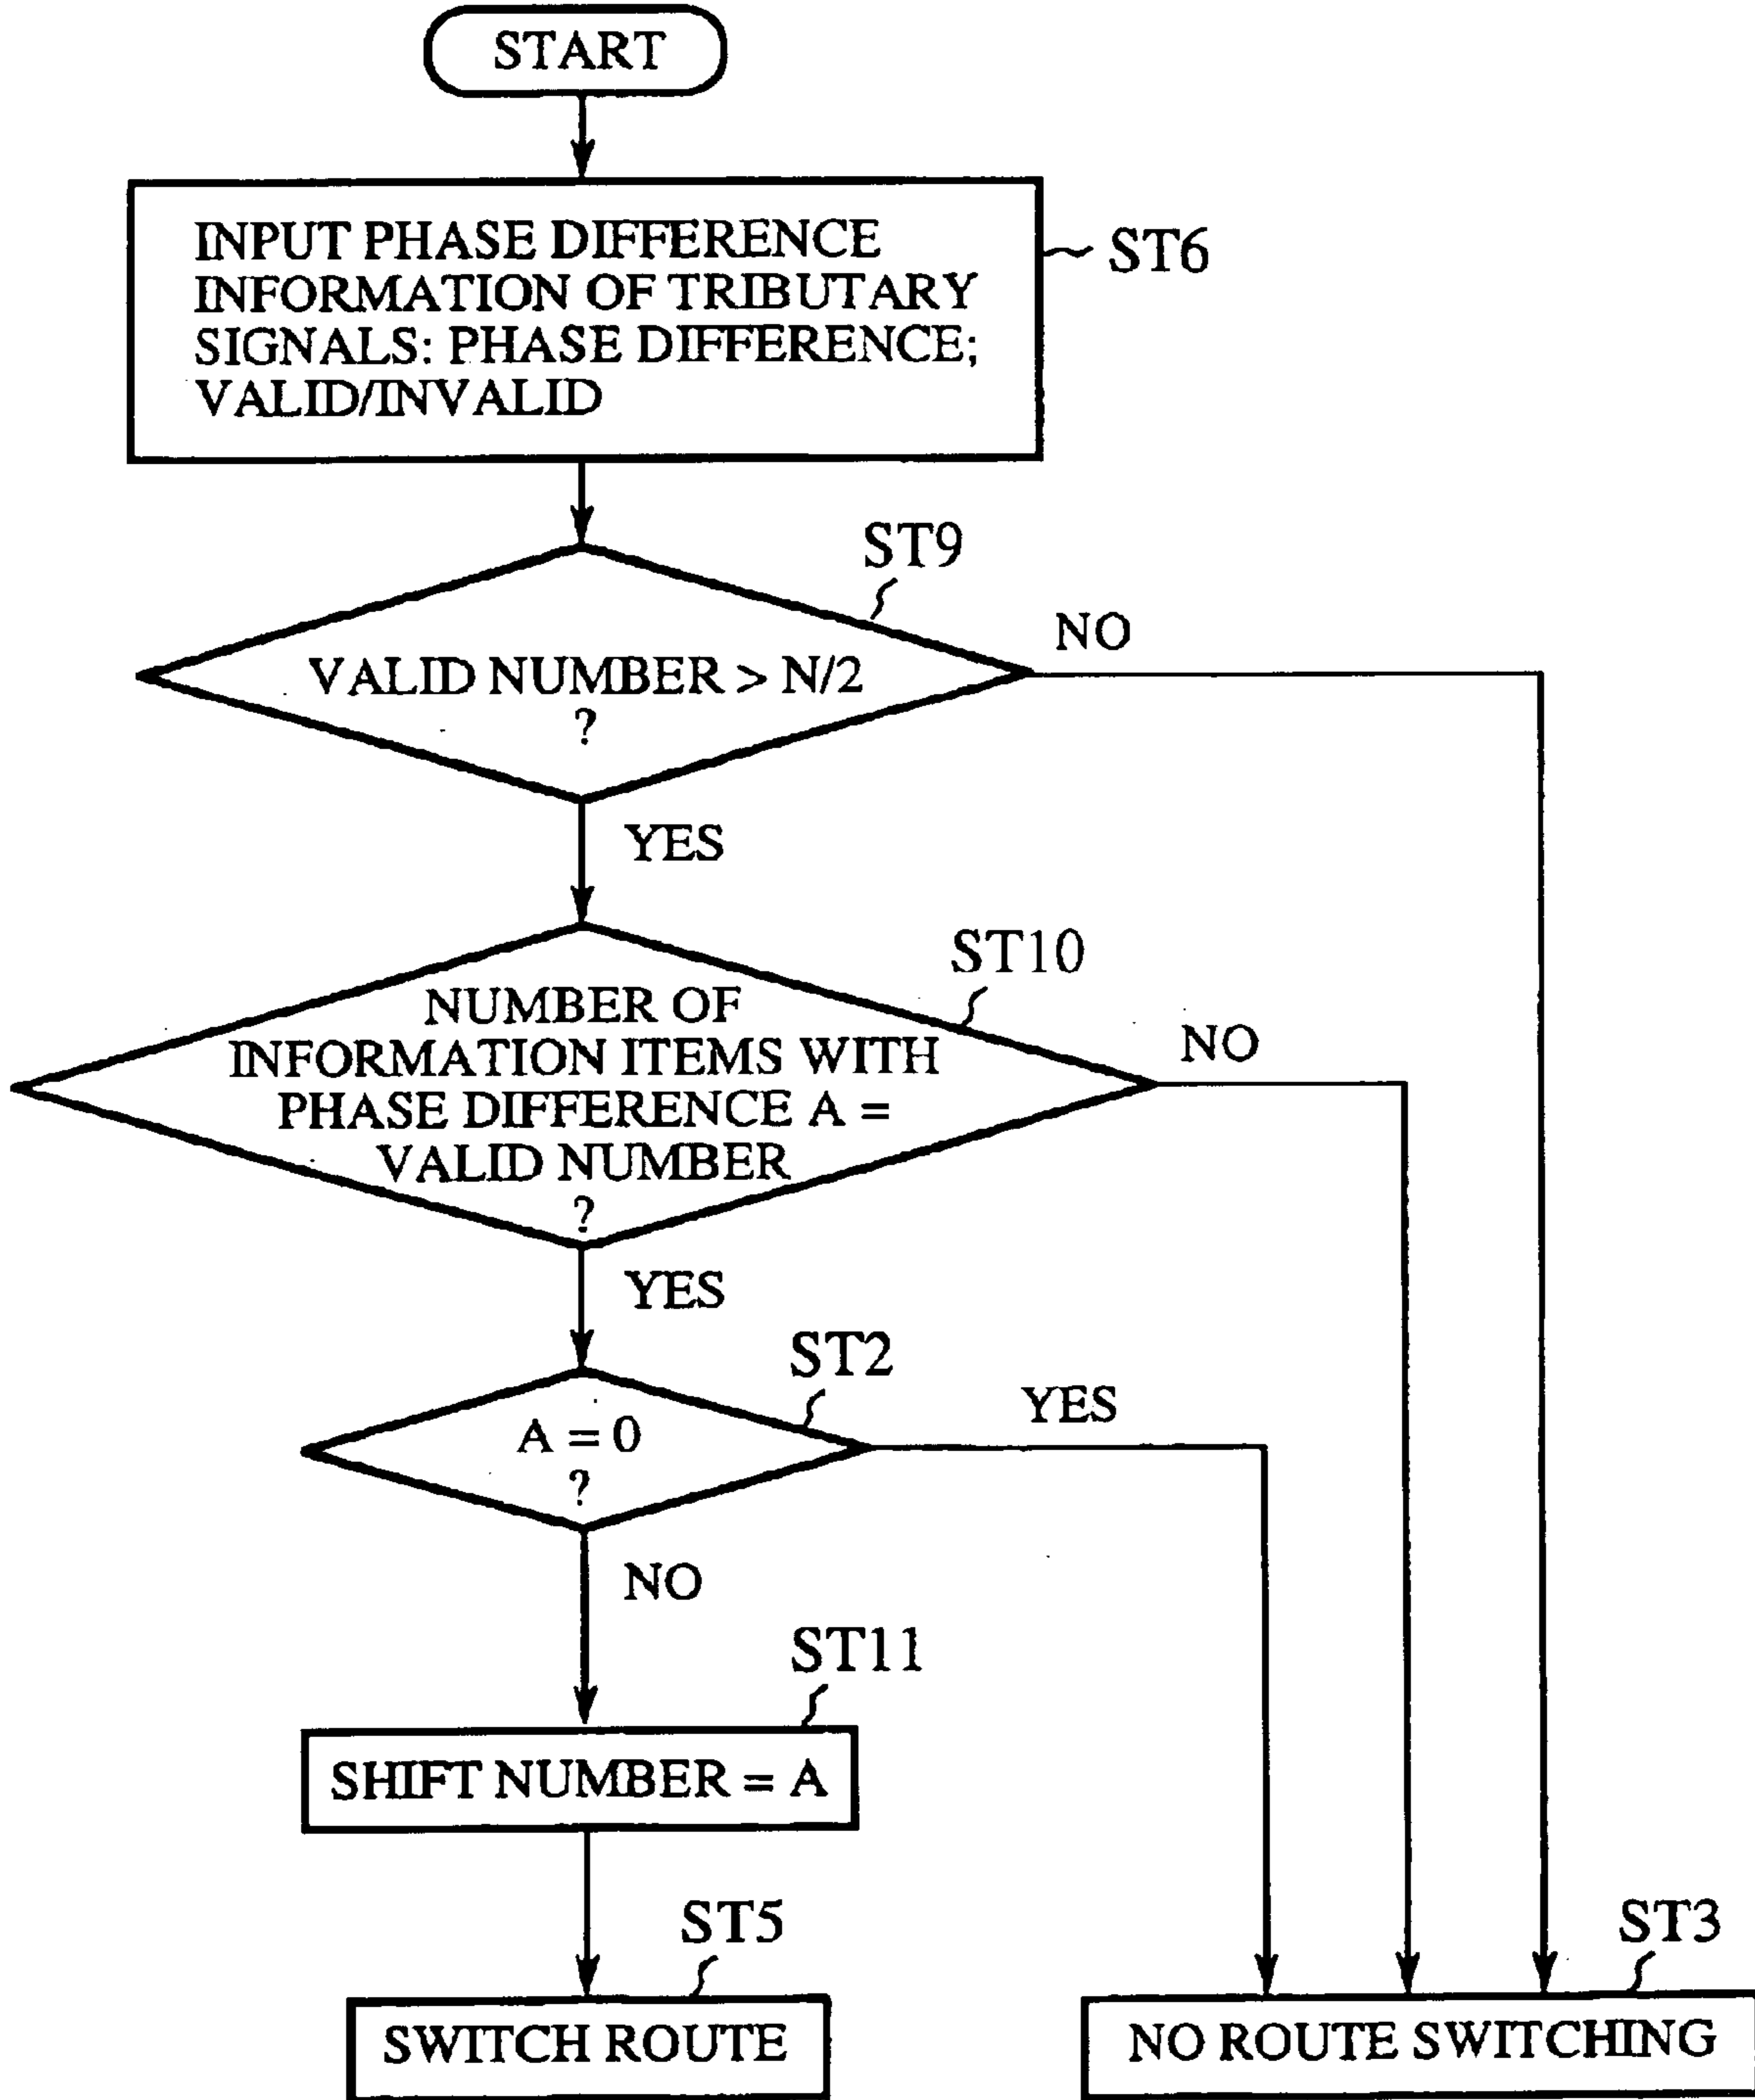 START
INPUT PHASE DIFFERENCE
INFORMATION OF TRIBUTARY
SIGNALS: PHASE DIFFERENCE;
VALID/INVALID
ST6
ST9
VALID NUMBER > N/2
?
NO
YES
ST10
NUMBER OF
INFORMATION ITEMS WITH
PHASE DIFFERENCE A =
VALID NUMBER
?
NO
YES
ST2
A = 0
?
YES
NO
ST11
SHIFT NUMBER = A
ST5
SWITCH ROUTE
ST3
NO ROUTE SWITCHING